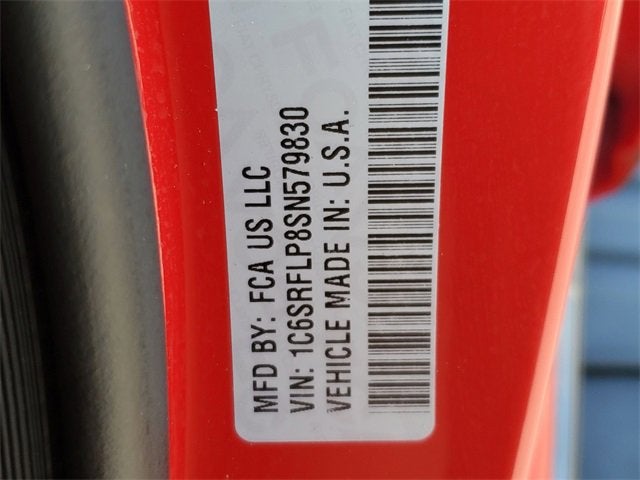 MFD BY: FCA US LLC
VIN: 1C6SRFLP8SN579830
VEHICLE MADE IN: U.S.A.